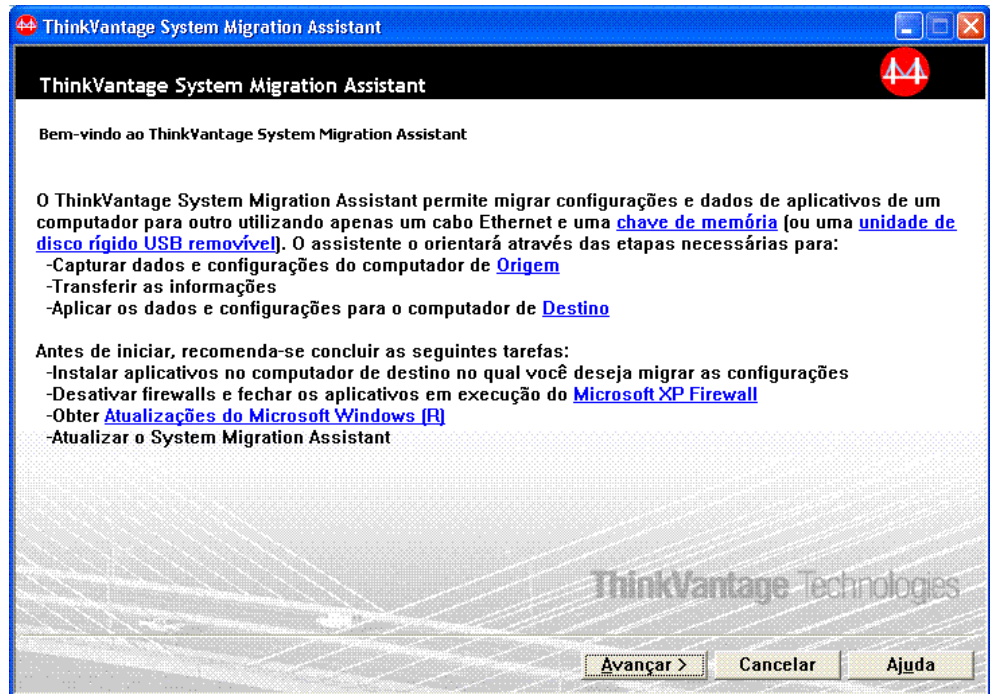 ThinkVantage System Migration Assistant
ThinkVantage System Migration Assistant
Bem-vindo ao ThinkVantage System Migration Assistant
O ThinkVantage System Migration Assistant permite migrar configurações e dados de aplicativos de um
computador para outro utilizando apenas um cabo Ethernet e uma chave de memória (ou uma unidade de
disco rígido USB removível). O assistente o orientará através das etapas necessárias para:
-Capturar dados e configurações do computador de Origem
-Transferir as informações
-Aplicar os dados e configurações para o computador de Destino
Antes de iniciar, recomenda-se concluir as seguintes tarefas:
-Instalar aplicativos no computador de destino no qual você deseja migrar as configurações
-Desativar firewalls e fechar os aplicativos em execução do Microsoft XP Firewall
-Obter Atualizações do Microsoft Windows (R)
-Atualizar o System Migration Assistant
ThinkVantage Technologies
Avançar > Cancelar Ajuda